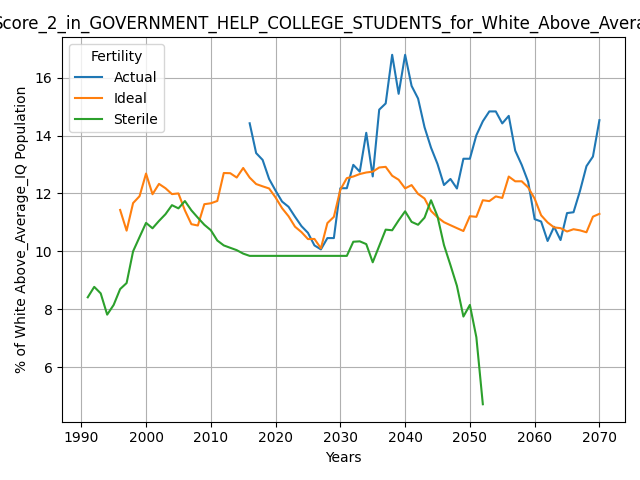 Score_2_in_GOVERNMENT_HELP_COLLEGE_STUDENTS_for_White_Above_Avera
Fertility
Actual
Ideal
Sterile
% of White Above_Average_IQ Population
16
14
12
10
8
6
1990 2000 2010 2020 2030 2040 2050 2060 2070
Years